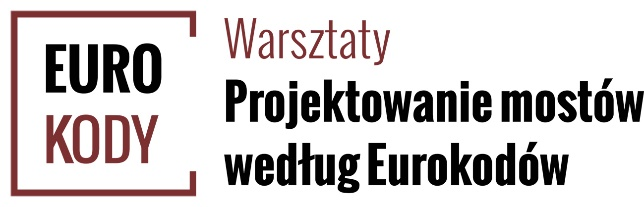 EURO
KODY
Warsztaty
Projektowanie mostów
według Eurokodów